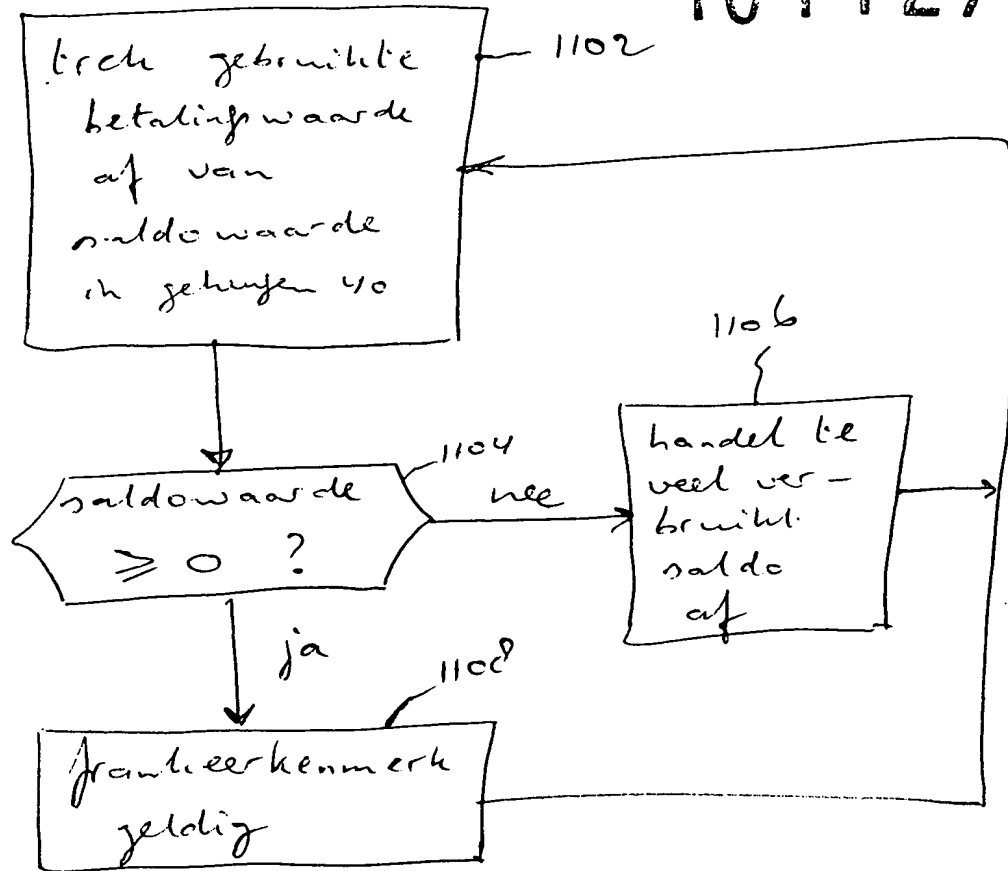 trek gebruikte
betalingswaarde
af van
saldowaarde
in geheugen 40
1102
saldowaarde
≥ 0 ?
1104
nee
1106
handel te
veel ver-
bruikt
saldo
af
ja
1108
frankeerkenmerk
geldig